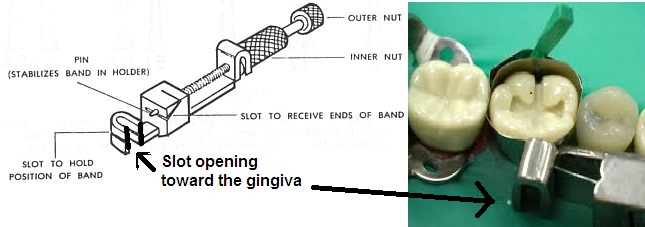 OUTER NUT
PIN
(STABILIZES BAND IN HOLDER)
INNER NUT
SLOT TO RECEIVE ENDS OF BAND
SLOT TO HOLD
POSITION OF BAND
Slot opening
toward the gingiva